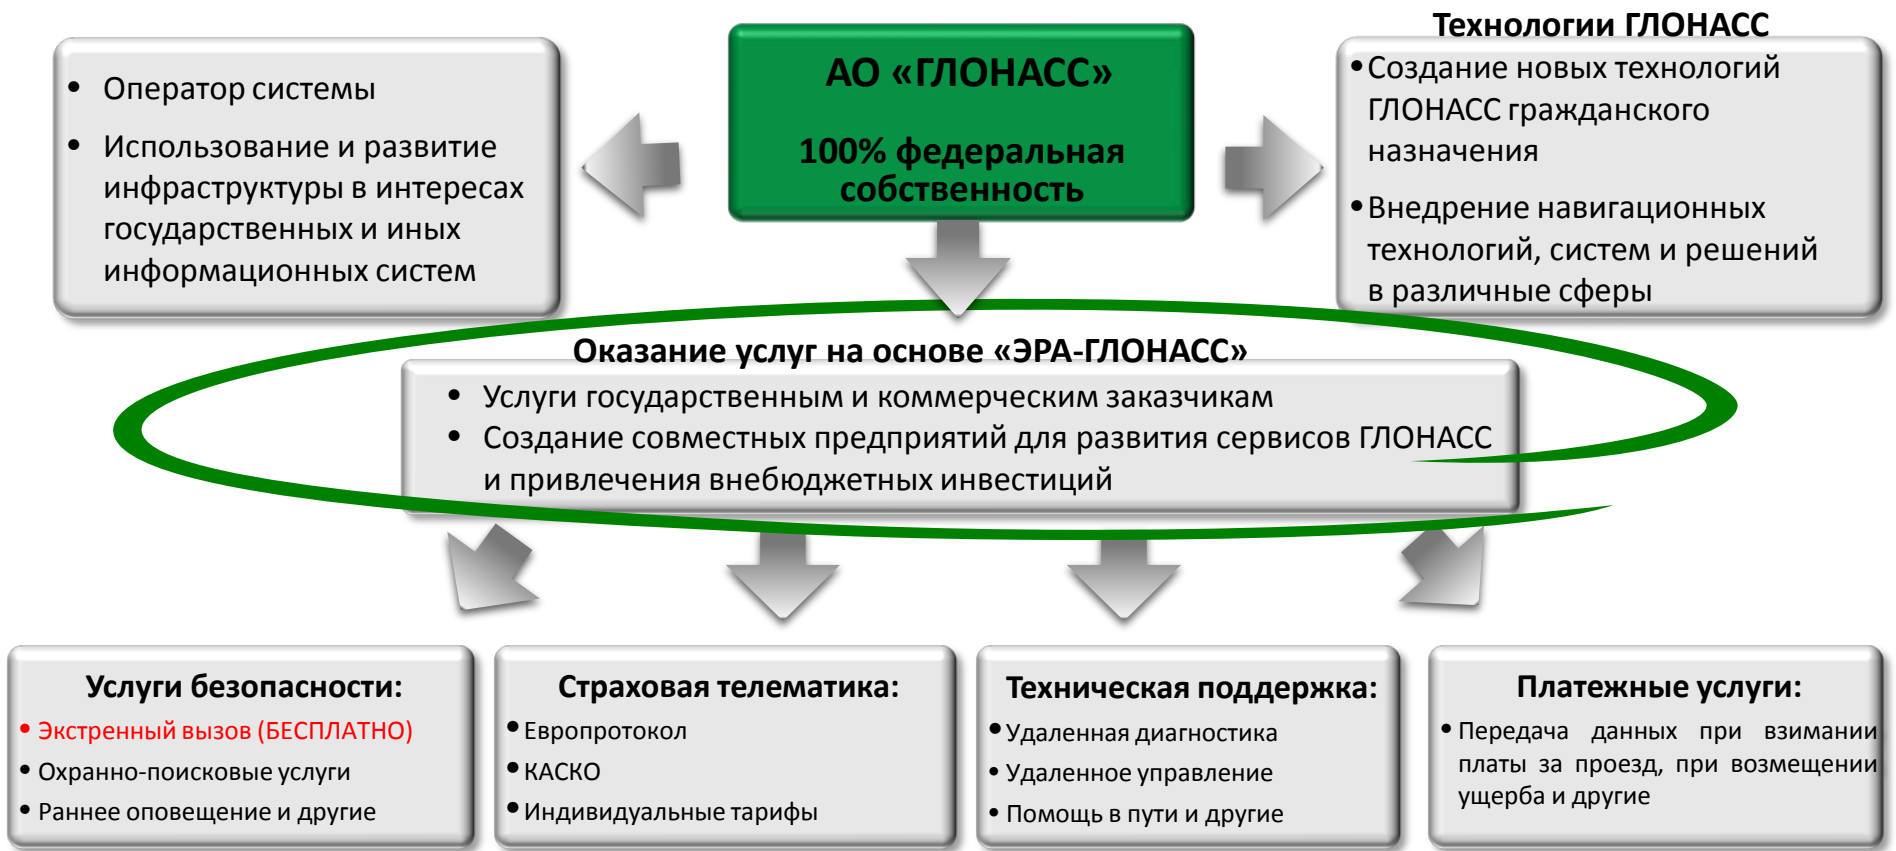 • Оператор системы
• Использование и развитие
инфраструктуры в интересах
государственных и иных
информационных систем
АО «ГЛОНАСС»
100% федеральная
собственность
Технологии ГЛОНАСС
• Создание новых технологий
ГЛОНАСС гражданского
назначения
• Внедрение навигационных
технологий, систем и решений
в различные сферы
Оказание услуг на основе «ЭРА-ГЛОНАСС»
• Услуги государственным и коммерческим заказчикам
• Создание совместных предприятий для развития сервисов ГЛОНАСС
и привлечения внебюджетных инвестиций
Услуги безопасности:
• Экстренный вызов (БЕСПЛАТНО)
• Охранно-поисковые услуги
• Раннее оповещение и другие
Страховая телематика:
• Европротокол
• КАСКО
• Индивидуальные тарифы
Техническая поддержка:
• Удаленная диагностика
• Удаленное управление
• Помощь в пути и другие
Платежные услуги:
• Передача данных при взимании
платы за проезд, при возмещении
ущерба и другие